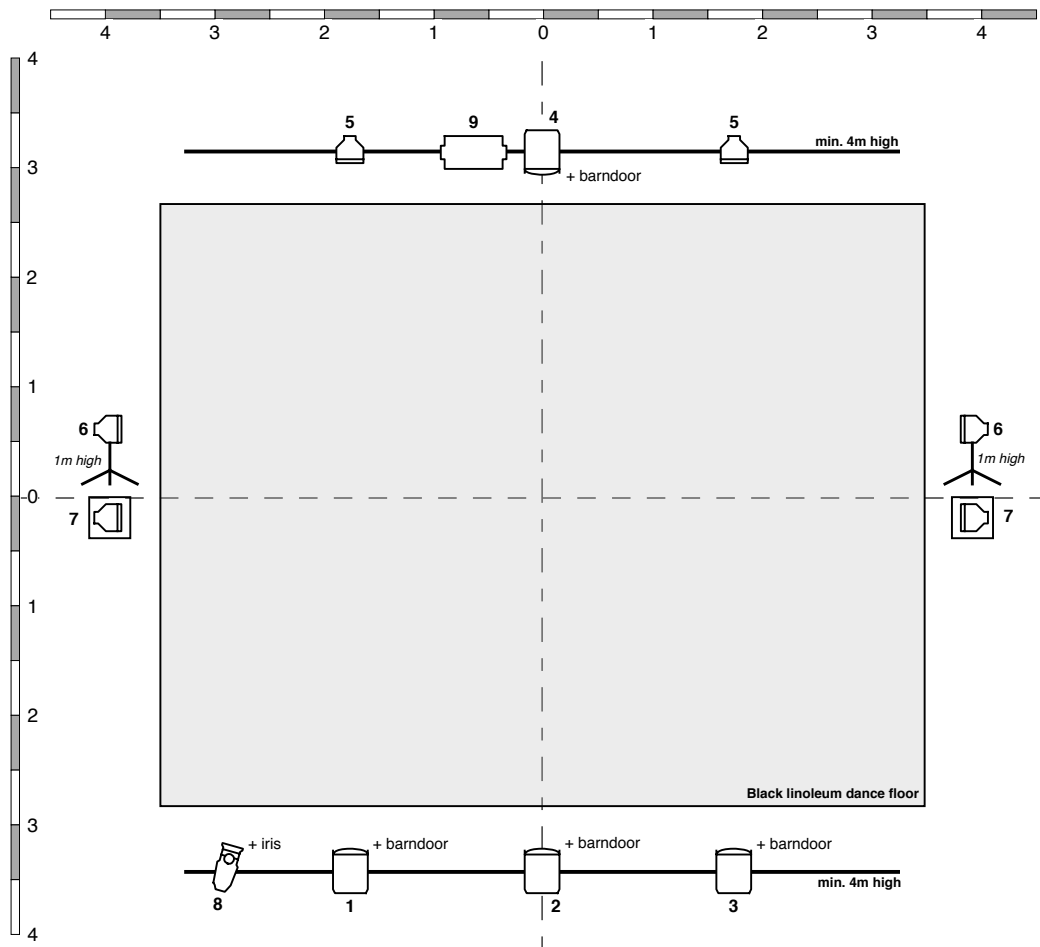 4 3 2 1 0 1 2 3 4
4
5 9 4 5
min. 4m high
3
+ barndoor
2
1
6 6
1m high 1m high
0
7 7
1
2
Black linoleum dance floor
3
+ iris + barndoor + barndoor + barndoor
min. 4m high
8 1 2 3
4